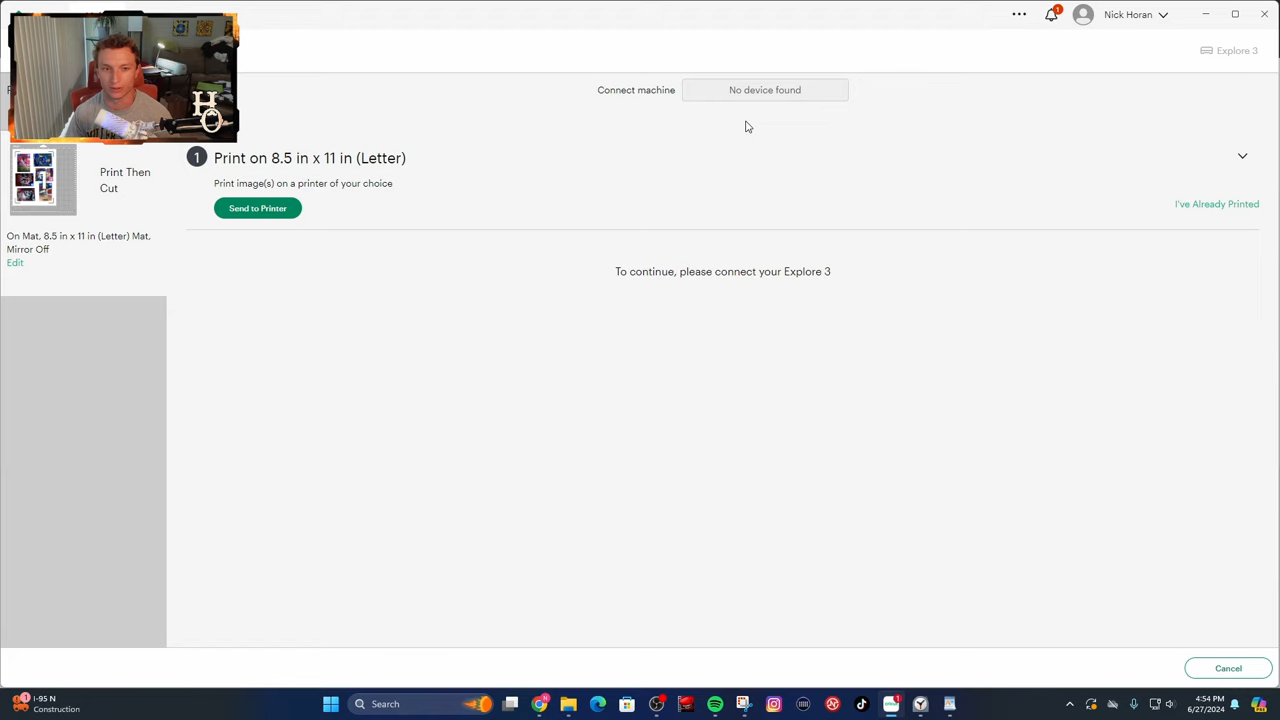 Nick Horan
Explore 3
Connect machine
No device found
HO
1 Print on 8.5 in x 11 in (Letter)
Print image(s) on a printer of your choice
Send to Printer
I've Already Printed
Print Then
Cut
On Mat, 8.5 in x 11 in (Letter) Mat,
Mirror Off
Edit
To continue, please connect your Explore 3
Cancel
I-95 N
Construction
Search
4:54 PM
6/27/2024